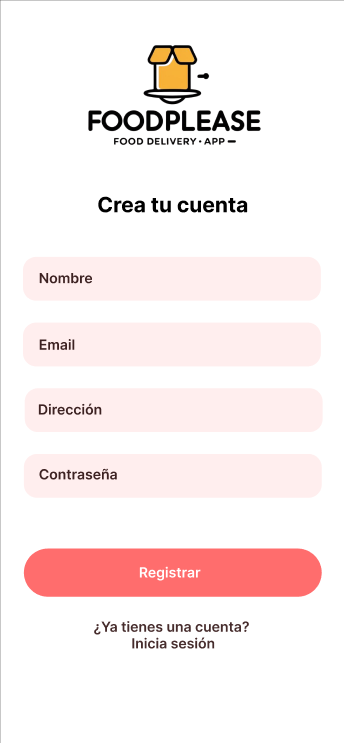 FOODPLEASE
FOOD DELIVERY • APP
Crea tu cuenta
Nombre
Email
Dirección
Contraseña
Registrar
¿Ya tienes una cuenta?
Inicia sesión